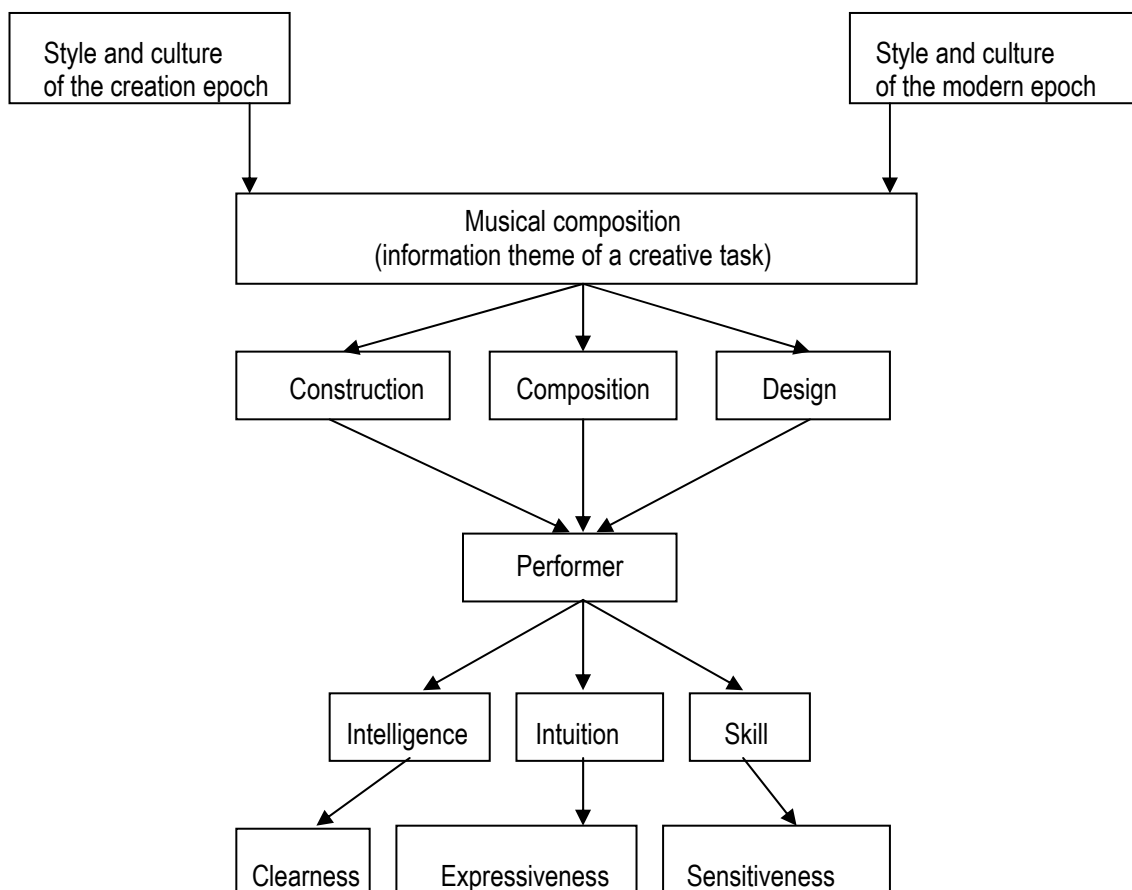 Style and culture
of the creation epoch
Style and culture
of the modern epoch
Musical composition
(information theme of a creative task)
Construction
Composition
Design
Performer
Intelligence
Intuition
Skill
Clearness
Expressiveness
Sensitiveness